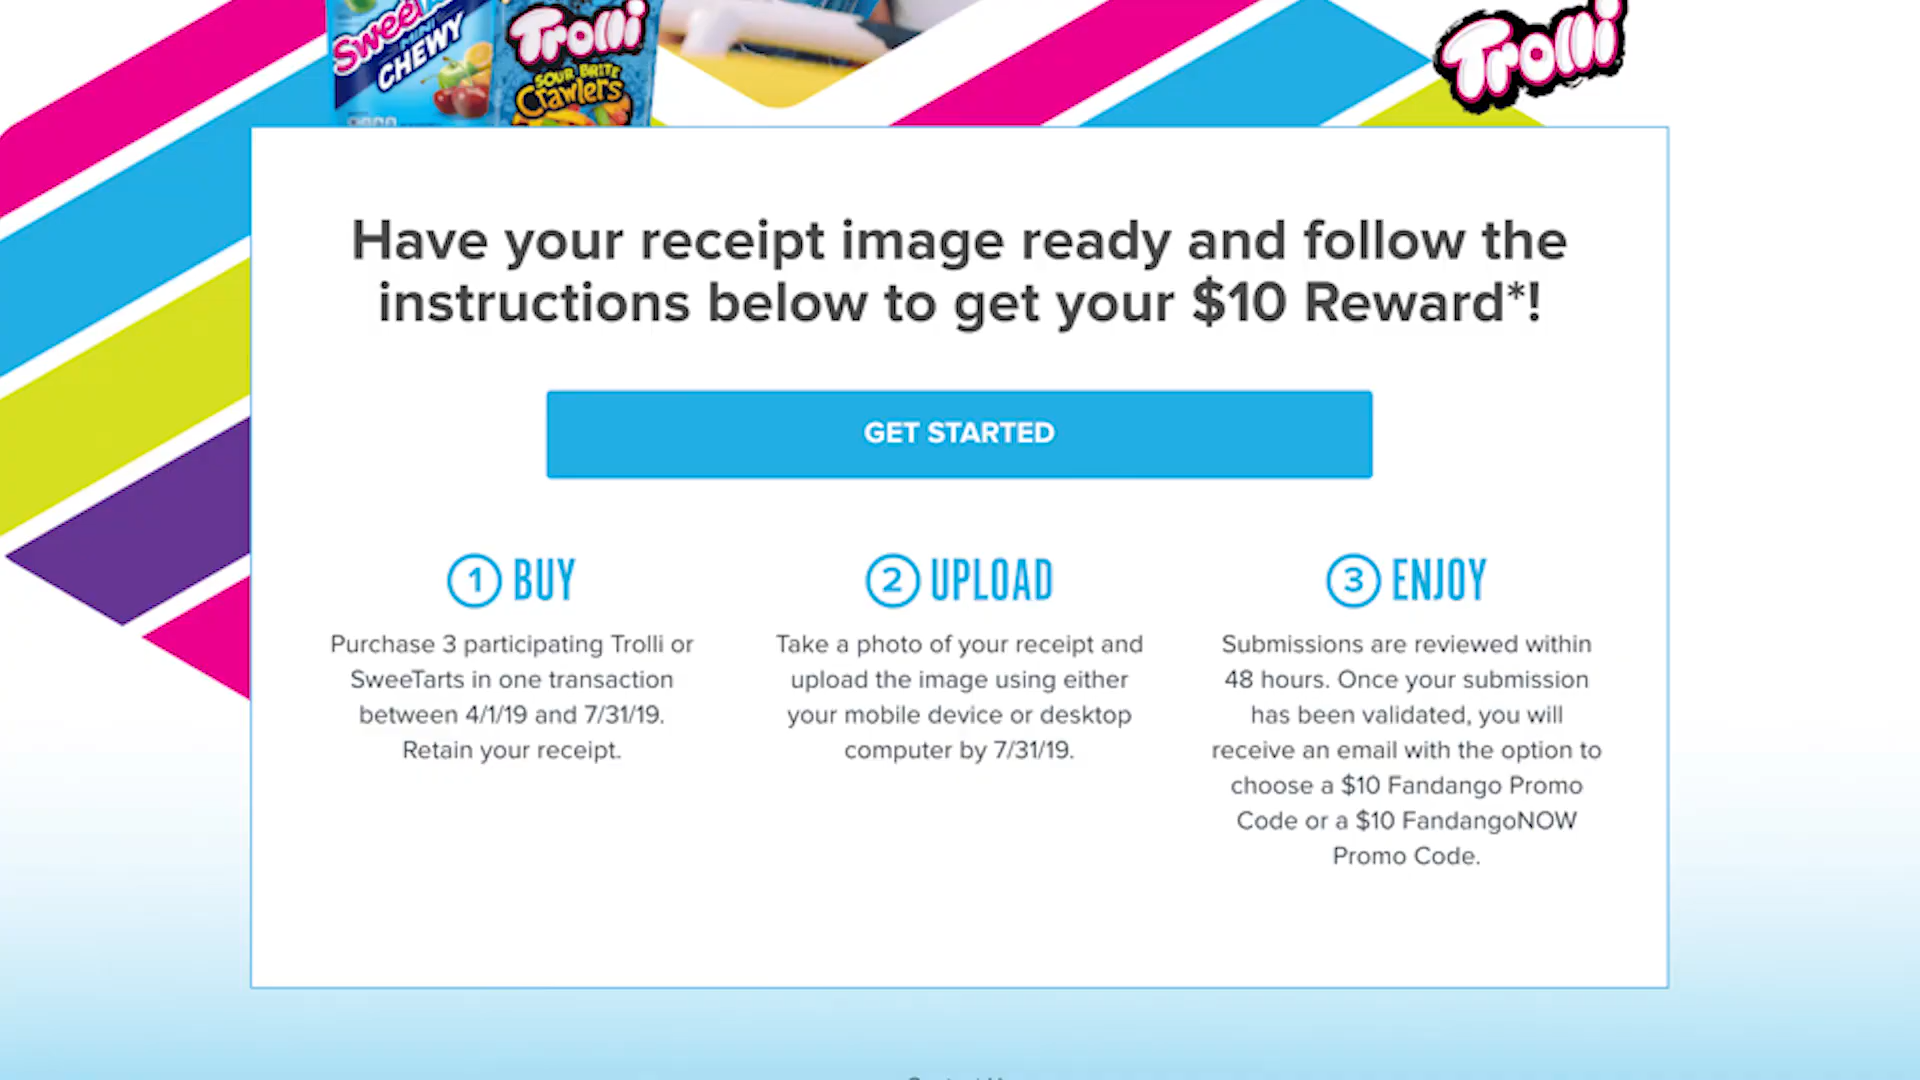 SweeTARTS
MINI
CHEWY
Trolli
SOUR BRITE
Crawlers
Trolli
Have your receipt image ready and follow the
instructions below to get your $10 Reward*!
GET STARTED
1 BUY
Purchase 3 participating Trolli or
SweeTarts in one transaction
between 4/1/19 and 7/31/19.
Retain your receipt.
2 UPLOAD
Take a photo of your receipt and
upload the image using either
your mobile device or desktop
computer by 7/31/19.
3 ENJOY
Submissions are reviewed within
48 hours. Once your submission
has been validated, you will
receive an email with the option to
choose a $10 Fandango Promo
Code or a $10 FandangoNOW
Promo Code.